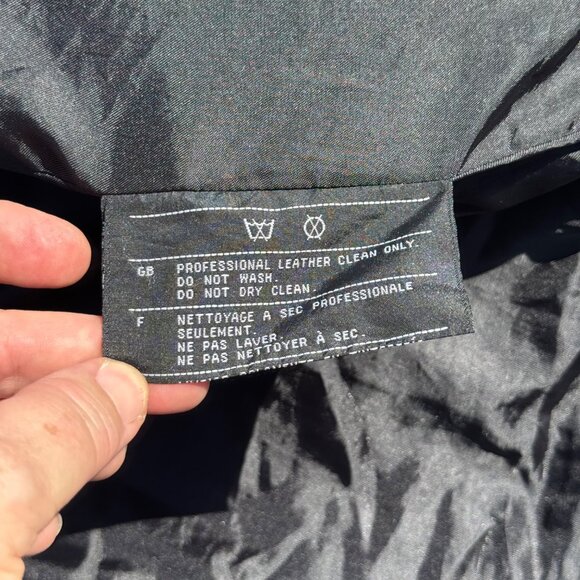 GB PROFESSIONAL LEATHER CLEAN ONLY.
DO NOT WASH.
DO NOT DRY CLEAN.
F NETTOYAGE A SEC PROFESSIONALE
SEULEMENT.
NE PAS LAVER.
NE PAS NETTOYER À SEC.